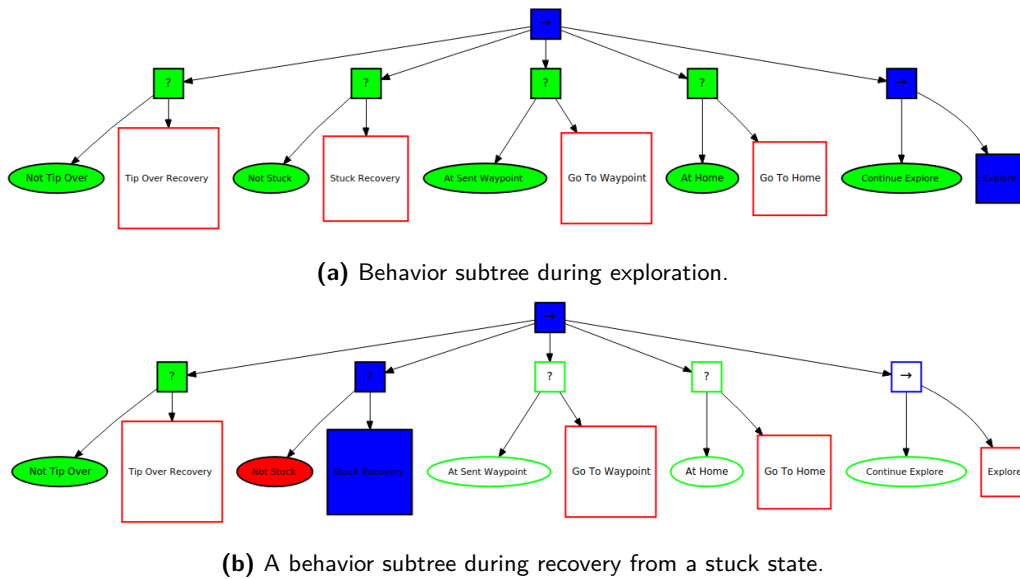 →
? ? ? ? →
Not Tip Over Tip Over Recovery Not Stuck Stuck Recovery At Sent Waypoint Go To Waypoint At Home Go To Home Continue Explore Explore
(a) Behavior subtree during exploration.
→
? ? ? ? →
Not Tip Over Tip Over Recovery Not Stuck Stuck Recovery At Sent Waypoint Go To Waypoint At Home Go To Home Continue Explore Explore
(b) A behavior subtree during recovery from a stuck state.